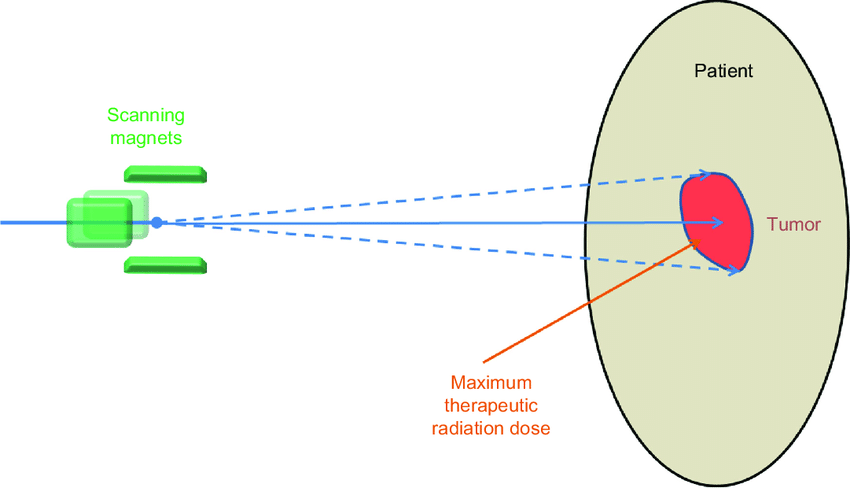 Patient
Scanning
magnets
Tumor
Maximum
therapeutic
radiation dose